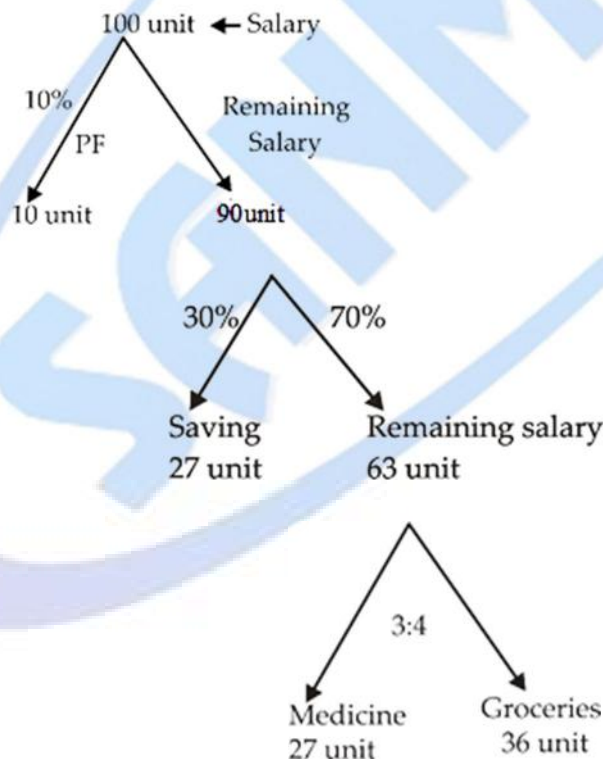 100 unit ← Salary
10%
PF
Remaining
Salary
10 unit
90unit
30%
70%
Saving
27 unit
Remaining salary
63 unit
3:4
Medicine
27 unit
Groceries
36 unit